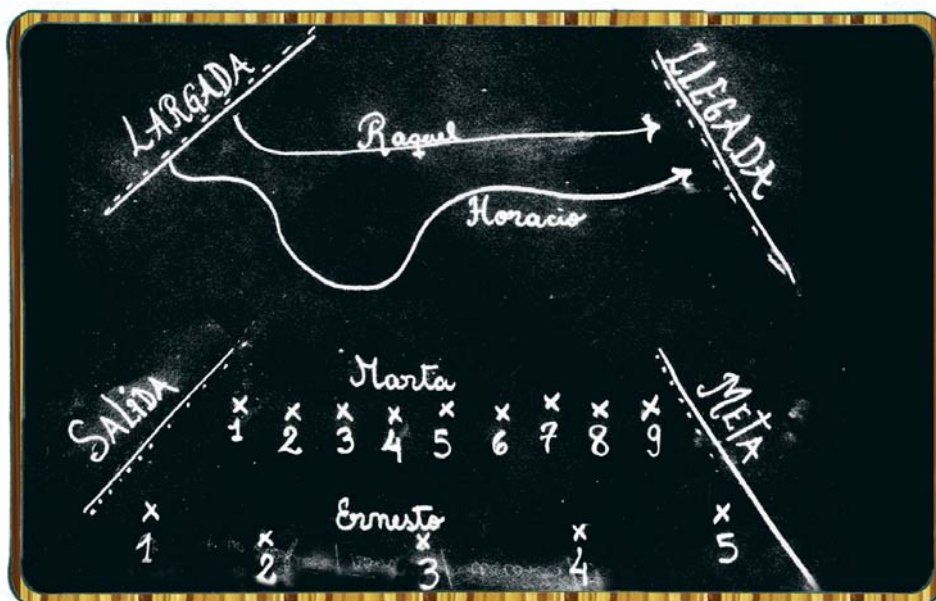 LARGADA
LLEGADA
Raquel
Horacio
SALIDA
META
Marta
1 2 3 4 5 6 7 8 9
Ernesto
1 2 3 4 5